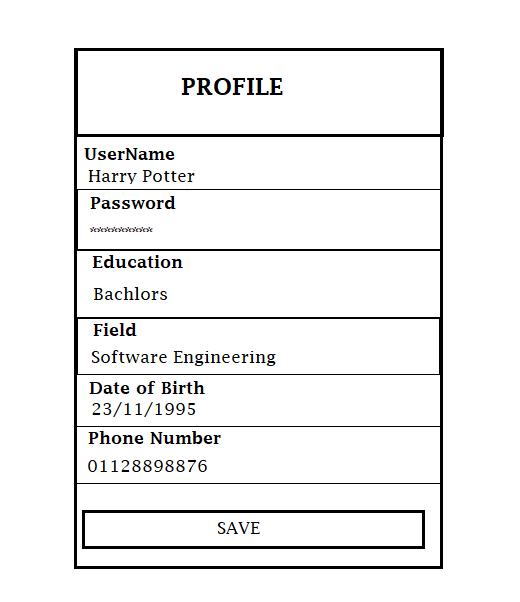 PROFILE
UserName
Harry Potter
Password
*********
Education
Bachlors
Field
Software Engineering
Date of Birth
23/11/1995
Phone Number
01128898876
SAVE